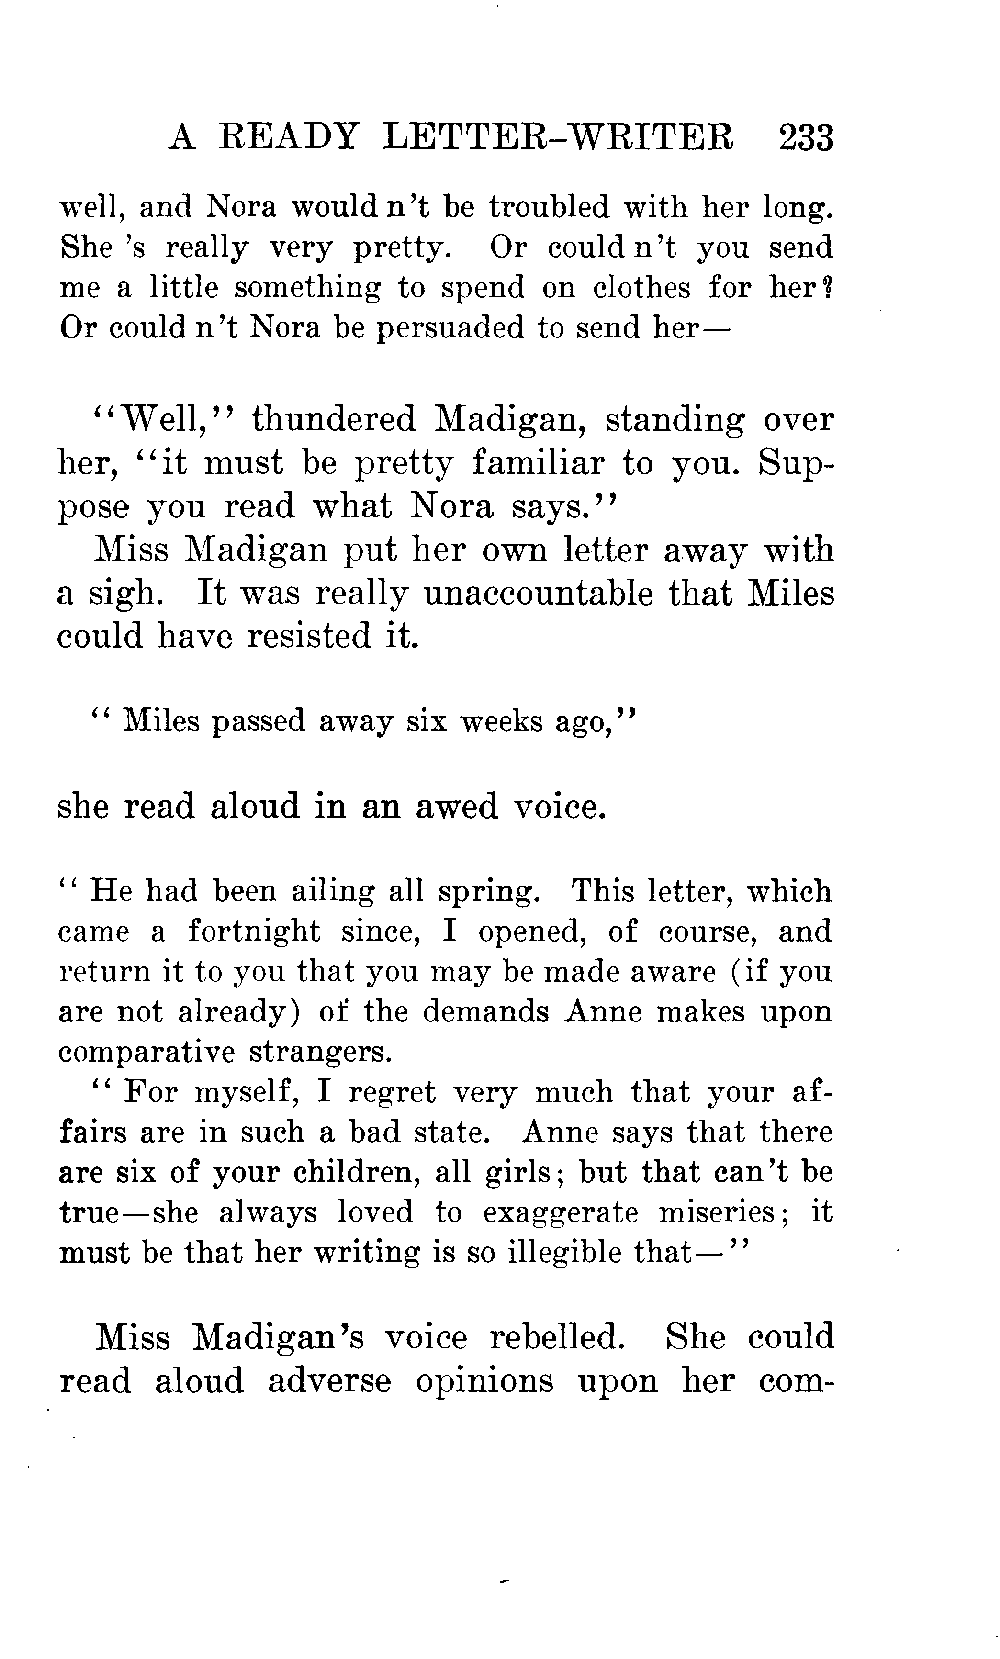 A READY LETTER-WRITER 233
well, and Nora would n't be troubled with her long.
She 's really very pretty. Or could n't you send
me a little something to spend on clothes for her?
Or could n't Nora be persuaded to send her—
"Well," thundered Madigan, standing over
her, "it must be pretty familiar to you. Sup-
pose you read what Nora says."
Miss Madigan put her own letter away with
a sigh. It was really unaccountable that Miles
could have resisted it.
" Miles passed away six weeks ago,"
she read aloud in an awed voice.
" He had been ailing all spring. This letter, which
came a fortnight since, I opened, of course, and
return it to you that you may be made aware (if you
are not already) of the demands Anne makes upon
comparative strangers.
" For myself, I regret very much that your af-
fairs are in such a bad state. Anne says that there
are six of your children, all girls; but that can't be
true—she always loved to exaggerate miseries; it
must be that her writing is so illegible that—"
Miss Madigan's voice rebelled. She could
read aloud adverse opinions upon her com-